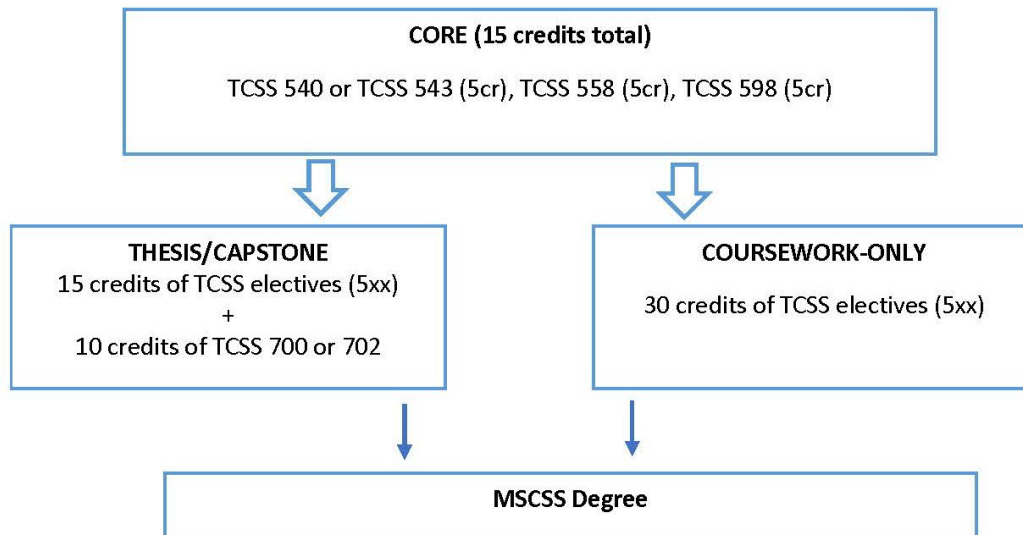 CORE (15 credits total)
TCSS 540 or TCSS 543 (5cr), TCSS 558 (5cr), TCSS 598 (5cr)
THESIS/CAPSTONE
15 credits of TCSS electives (5xx)
+
10 credits of TCSS 700 or 702
COURSEWORK-ONLY
30 credits of TCSS electives (5xx)
MSCSS Degree